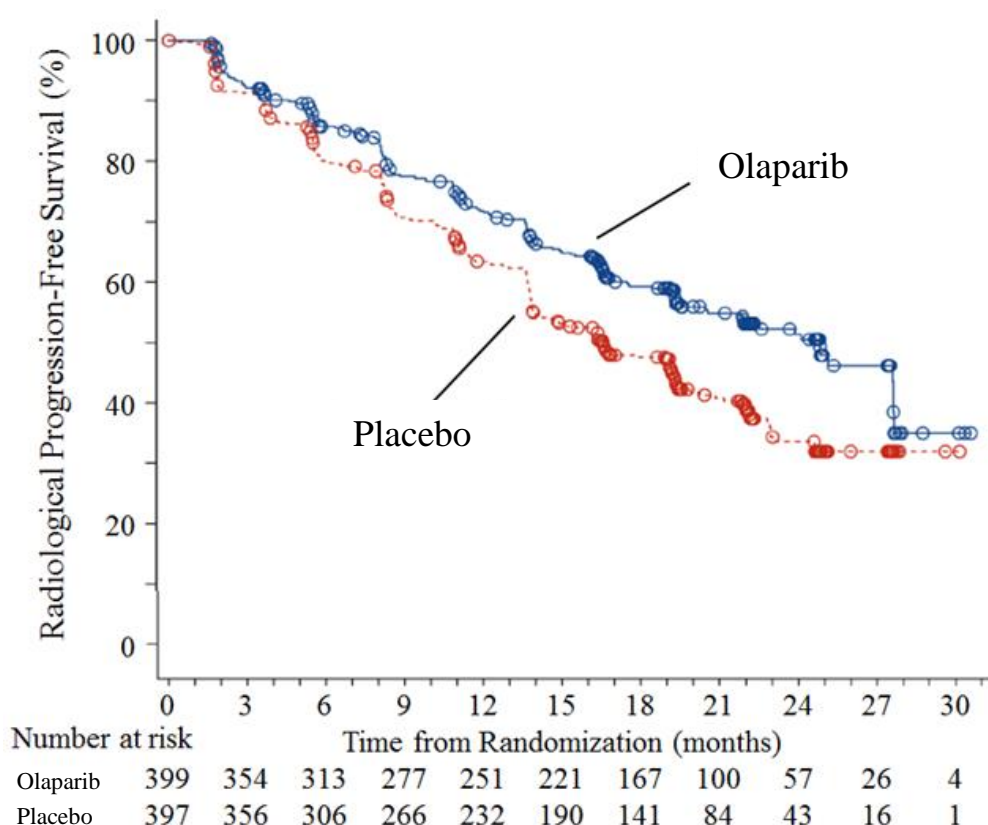 Radiological Progression-Free Survival (%)
100
80
60
40
20
0
Olaparib
Placebo
0 3 6 9 12 15 18 21 24 27 30
Number at risk Time from Randomization (months)
Olaparib 399 354 313 277 251 221 167 100 57 26 4
Placebo 397 356 306 266 232 190 141 84 43 16 1